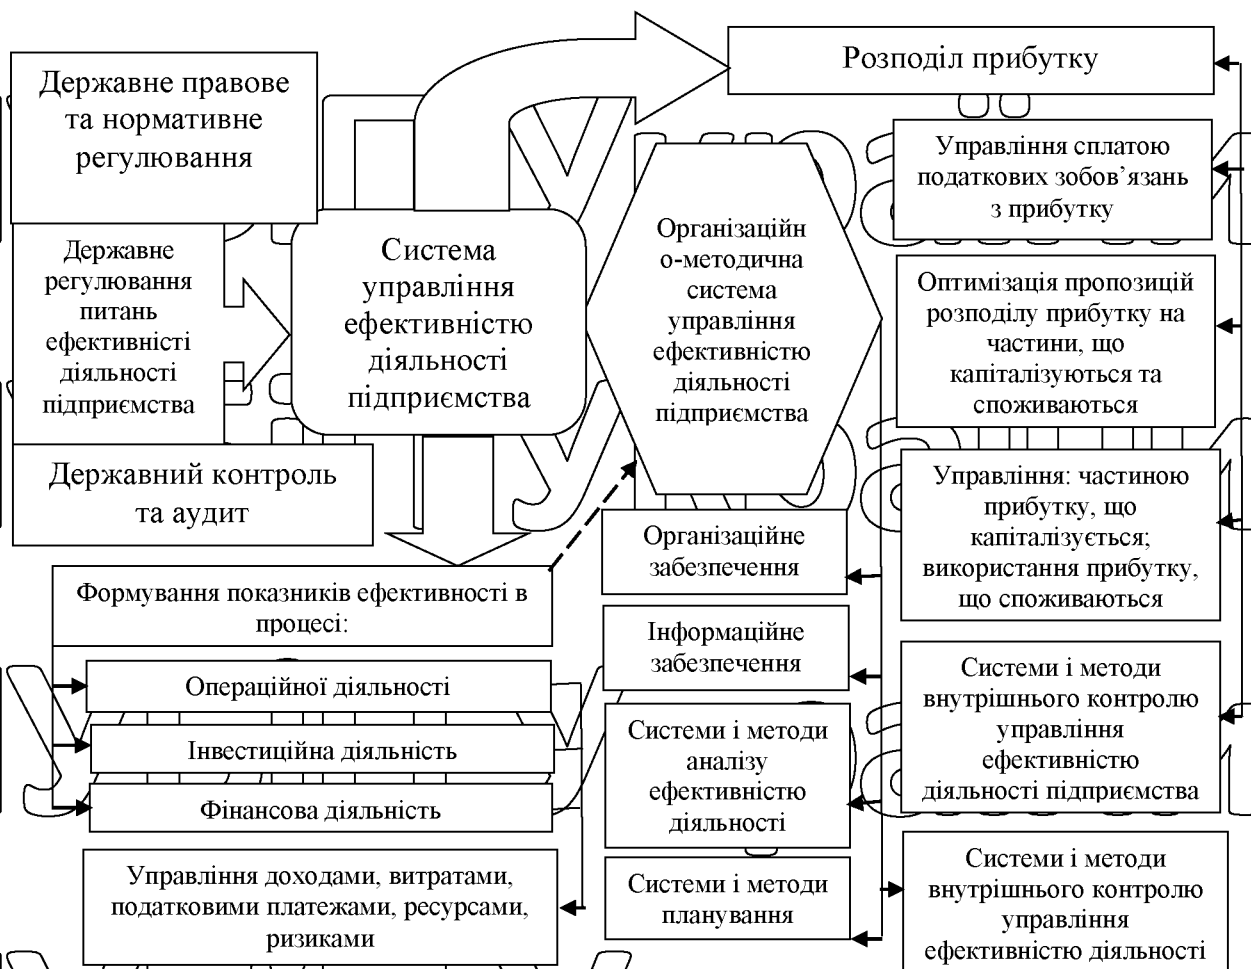 Державне правове
та нормативне
регулювання
Державне
регулювання
питань
ефективністі
діяльності
підприємства
Державний контроль
та аудит
Система
управління
ефективністю
діяльності
підприємства
Формування показників ефективності в
процесі:
Операційної діяльності
Інвестиційна діяльність
Фінансова діяльність
Управління доходами, витратами,
податковими платежами, ресурсами,
ризиками
Організаційн
о-методична
система
управління
ефективністю
діяльності
підприємства
Організаційне
забезпечення
Інформаційне
забезпечення
Системи і методи
аналізу
ефективністю
діяльності
Системи і методи
планування
Розподіл прибутку
Управління сплатою
податкових зобов’язань
з прибутку
Оптимізація пропозицій
розподілу прибутку на
частини, що
капіталізуються та
споживаються
Управління: частиною
прибутку, що
капіталізується;
використання прибутку,
що споживаються
Системи і методи
внутрішнього контролю
управління
ефективністю
діяльності підприємства
Системи і методи
внутрішнього контролю
управління
ефективністю діяльності